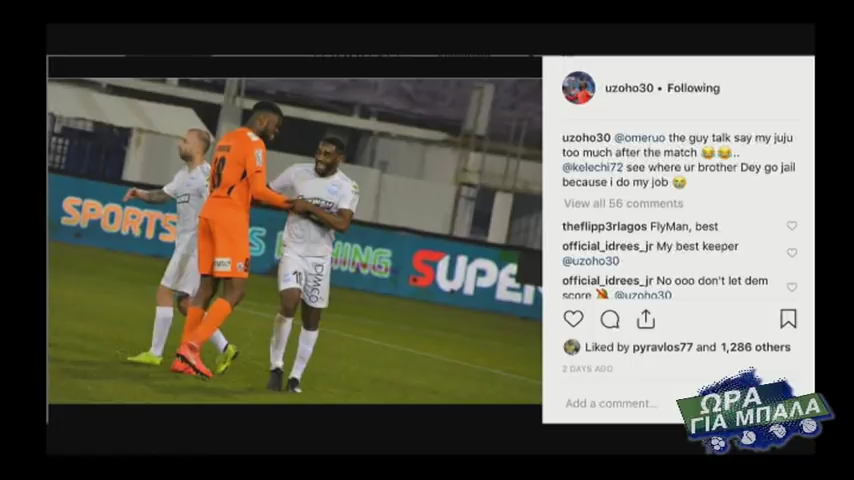 uzoho30 • Following
uzoho30 @omeruo the guy talk say my juju
too much after the match 😂😂..
@kelechi72 see where ur brother Dey go jail
because i do my job 😭
View all 56 comments
theflipp3rlagos FlyMan, best
official_idrees_jr My best keeper
@uzoho30
official_idrees_jr No ooo don't let dem
score @uzoho30
Liked by pyravlos77 and 1,286 others
2 DAYS AGO
Add a comment...
SPORTS
SUPER
DIMCO
ΩΡΑ
ΓΙΑ ΜΠΑΛΑ